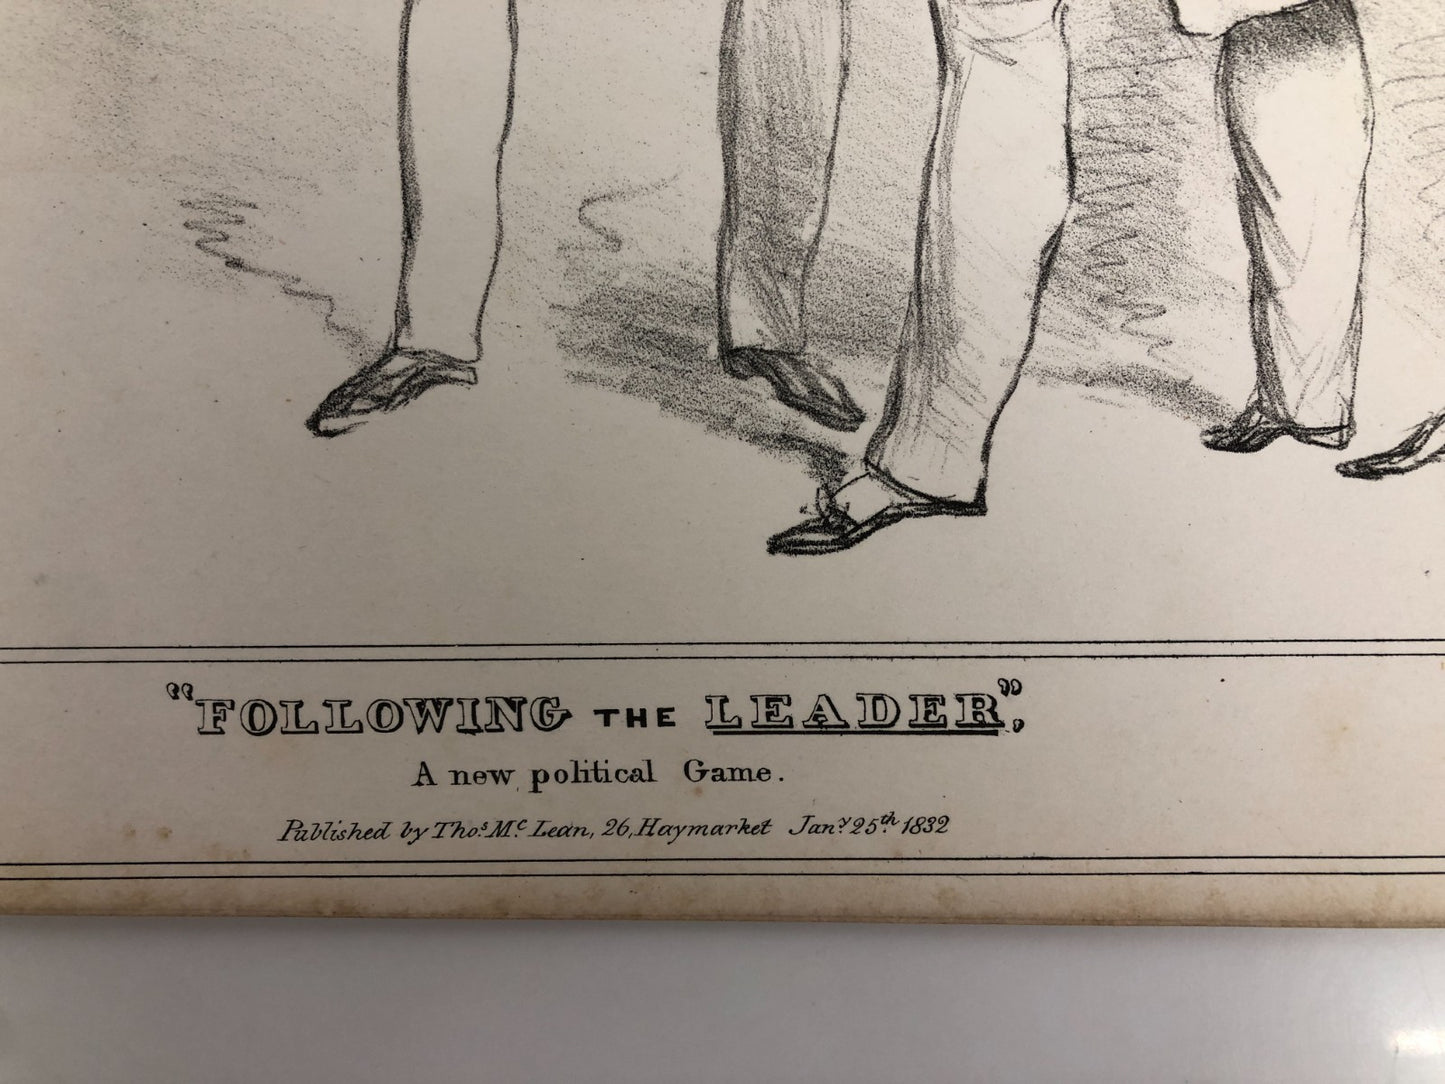 "FOLLOWING THE LEADER",
A new political Game.
Published by Thos. Mc. Lean, 26, Haymarket Jany. 25th. 1832